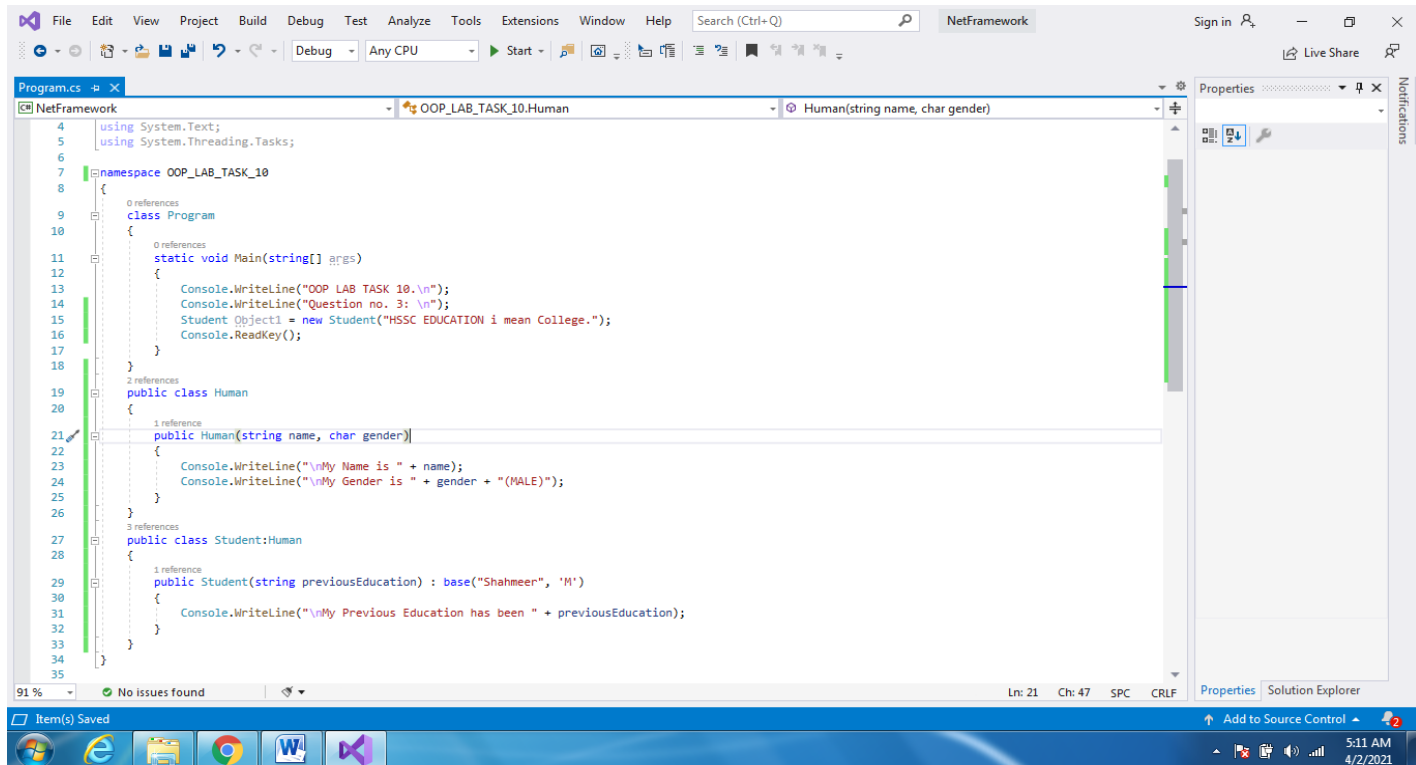 File Edit View Project Build Debug Test Analyze Tools Extensions Window Help Search (Ctrl+Q) NetFramework Sign in
Debug Any CPU Start Live Share
Program.cs Properties
NetFramework OOP_LAB_TASK_10.Human Human(string name, char gender)
Notifications
4 using System.Text;
5 using System.Threading.Tasks;
6
7 namespace OOP_LAB_TASK_10
8 {
0 references
9 class Program
10 {
0 references
11 static void Main(string[] args)
12 {
13 Console.WriteLine("OOP LAB TASK 10.\n");
14 Console.WriteLine("Question no. 3: \n");
15 Student Object1 = new Student("HSSC EDUCATION i mean College.");
16 Console.ReadKey();
17 }
18 }
2 references
19 public class Human
20 {
1 reference
21 public Human(string name, char gender)
22 {
23 Console.WriteLine("\nMy Name is " + name);
24 Console.WriteLine("\nMy Gender is " + gender + "(MALE)");
25 }
26 }
3 references
27 public class Student:Human
28 {
1 reference
29 public Student(string previousEducation) : base("Shahmeer", 'M')
30 {
31 Console.WriteLine("\nMy Previous Education has been " + previousEducation);
32 }
33 }
34 }
35
91 % No issues found Ln: 21 Ch: 47 SPC CRLF Properties Solution Explorer
Item(s) Saved Add to Source Control 2
5:11 AM
4/2/2021